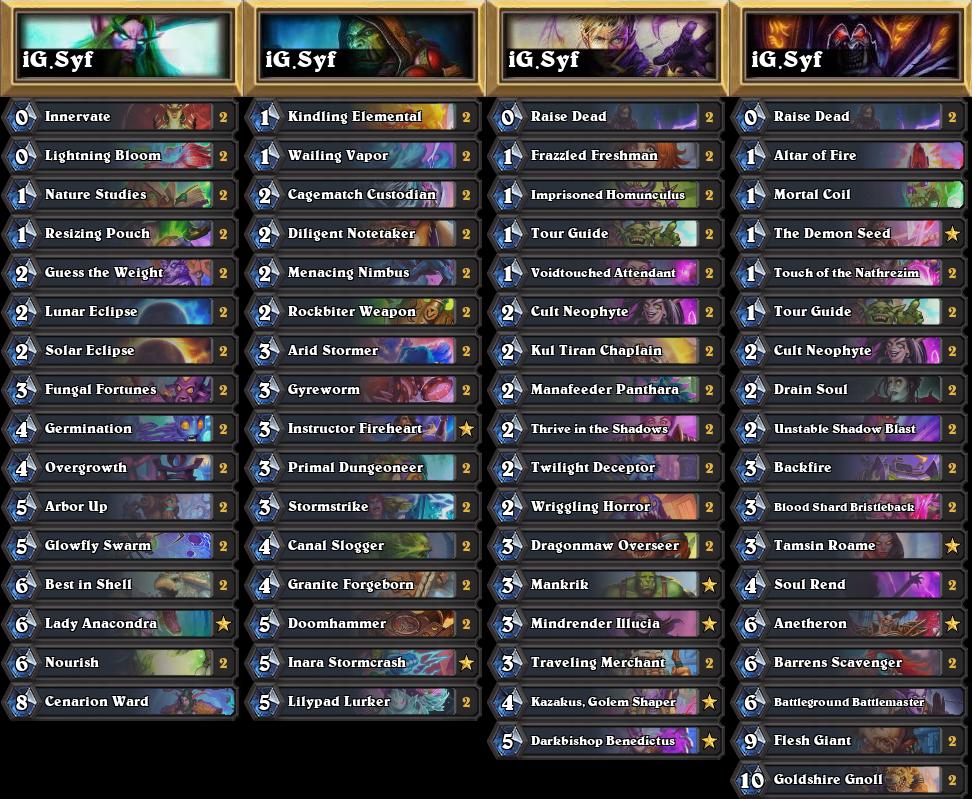 iG.Syf
0 Innervate 2
0 Lightning Bloom 2
1 Nature Studies 2
1 Resizing Pouch 2
2 Guess the Weight 2
2 Lunar Eclipse 2
2 Solar Eclipse 2
3 Fungal Fortunes 2
4 Germination 2
4 Overgrowth 2
5 Arbor Up 2
5 Glowfly Swarm 2
6 Best in Shell 2
6 Lady Anacondra
6 Nourish 2
8 Cenarion Ward
iG.Syf
1 Kindling Elemental 2
1 Wailing Vapor 2
2 Cagematch Custodian 2
2 Diligent Notetaker 2
2 Menacing Nimbus 2
2 Rockbiter Weapon 2
3 Arid Stormer 2
3 Gyreworm 2
3 Instructor Fireheart
3 Primal Dungeoneer 2
3 Stormstrike 2
4 Canal Slogger 2
4 Granite Forgeborn 2
5 Doomhammer 2
5 Inara Stormcrash
5 Lilypad Lurker 2
iG.Syf
0 Raise Dead 2
1 Frazzled Freshman 2
1 Imprisoned Homunculus 2
1 Tour Guide 2
1 Voidtouched Attendant 2
2 Cult Neophyte 2
2 Kul Tiran Chaplain 2
2 Manafeeder Panthara 2
2 Thrive in the Shadows 2
2 Twilight Deceptor 2
2 Wriggling Horror 2
3 Dragonmaw Overseer 2
3 Mankrik
3 Mindrender Illucia
3 Traveling Merchant 2
4 Kazakus, Golem Shaper
5 Darkbishop Benedictus
iG.Syf
0 Raise Dead 2
1 Altar of Fire
1 Mortal Coil
1 The Demon Seed
1 Touch of the Nathrezim 2
1 Tour Guide 2
2 Cult Neophyte 2
2 Drain Soul 2
2 Unstable Shadow Blast 2
3 Backfire 2
3 Blood Shard Bristleback 2
3 Tamsin Roame
4 Soul Rend 2
6 Anetheron
6 Barrens Scavenger 2
6 Battleground Battlemaster
9 Flesh Giant 2
10 Goldshire Gnoll 2